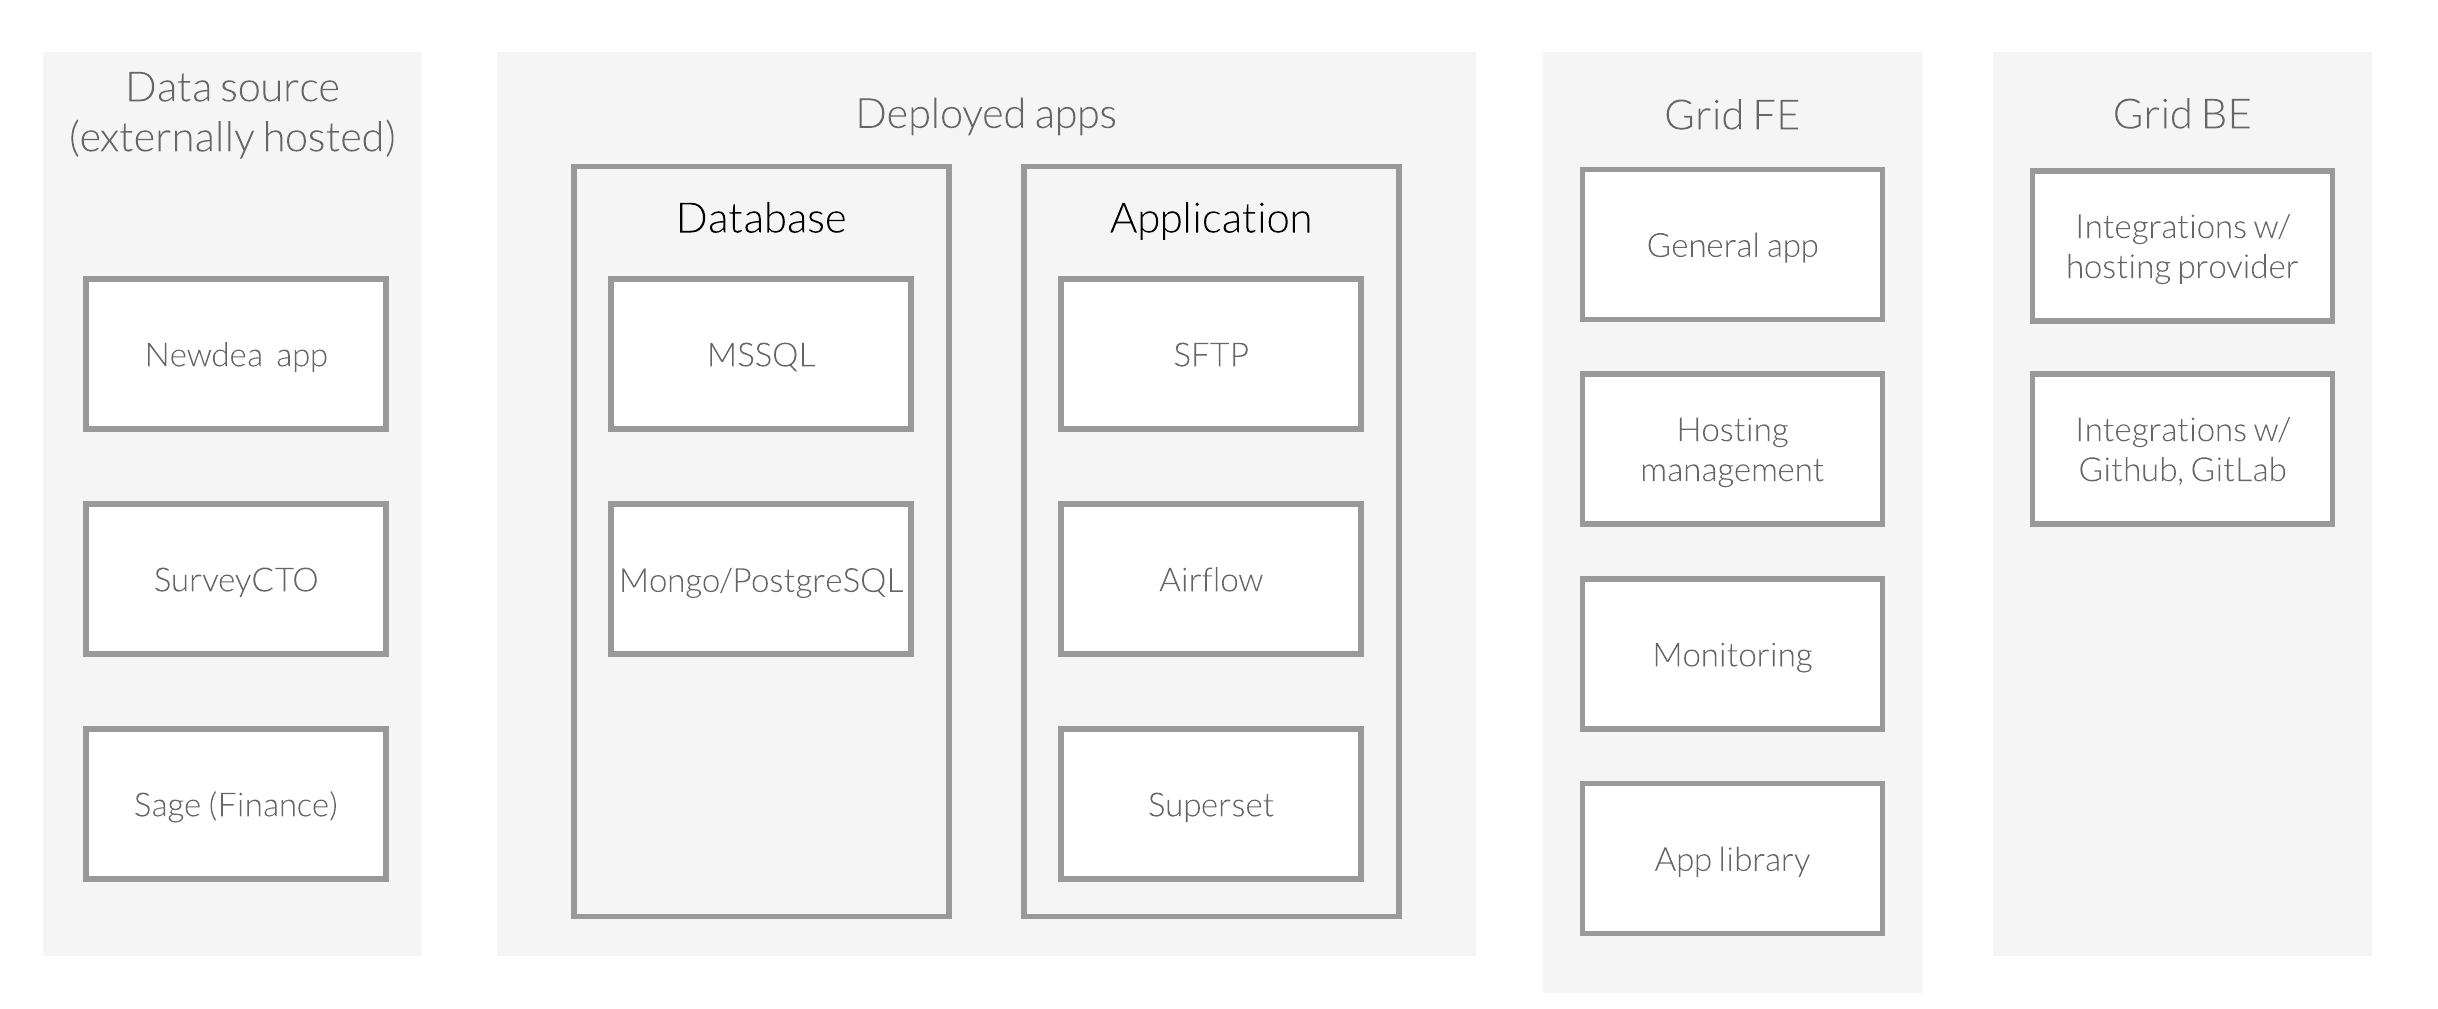 Data source
(externally hosted)
Newdea  app
SurveyCTO
Sage (Finance)
Deployed apps
Database
MSSQL
Mongo/PostgreSQL
Application
SFTP
Airflow
Superset
Grid FE
General app
Hosting
management
Monitoring
App library
Grid BE
Integrations w/
hosting provider
Integrations w/
Github, GitLab